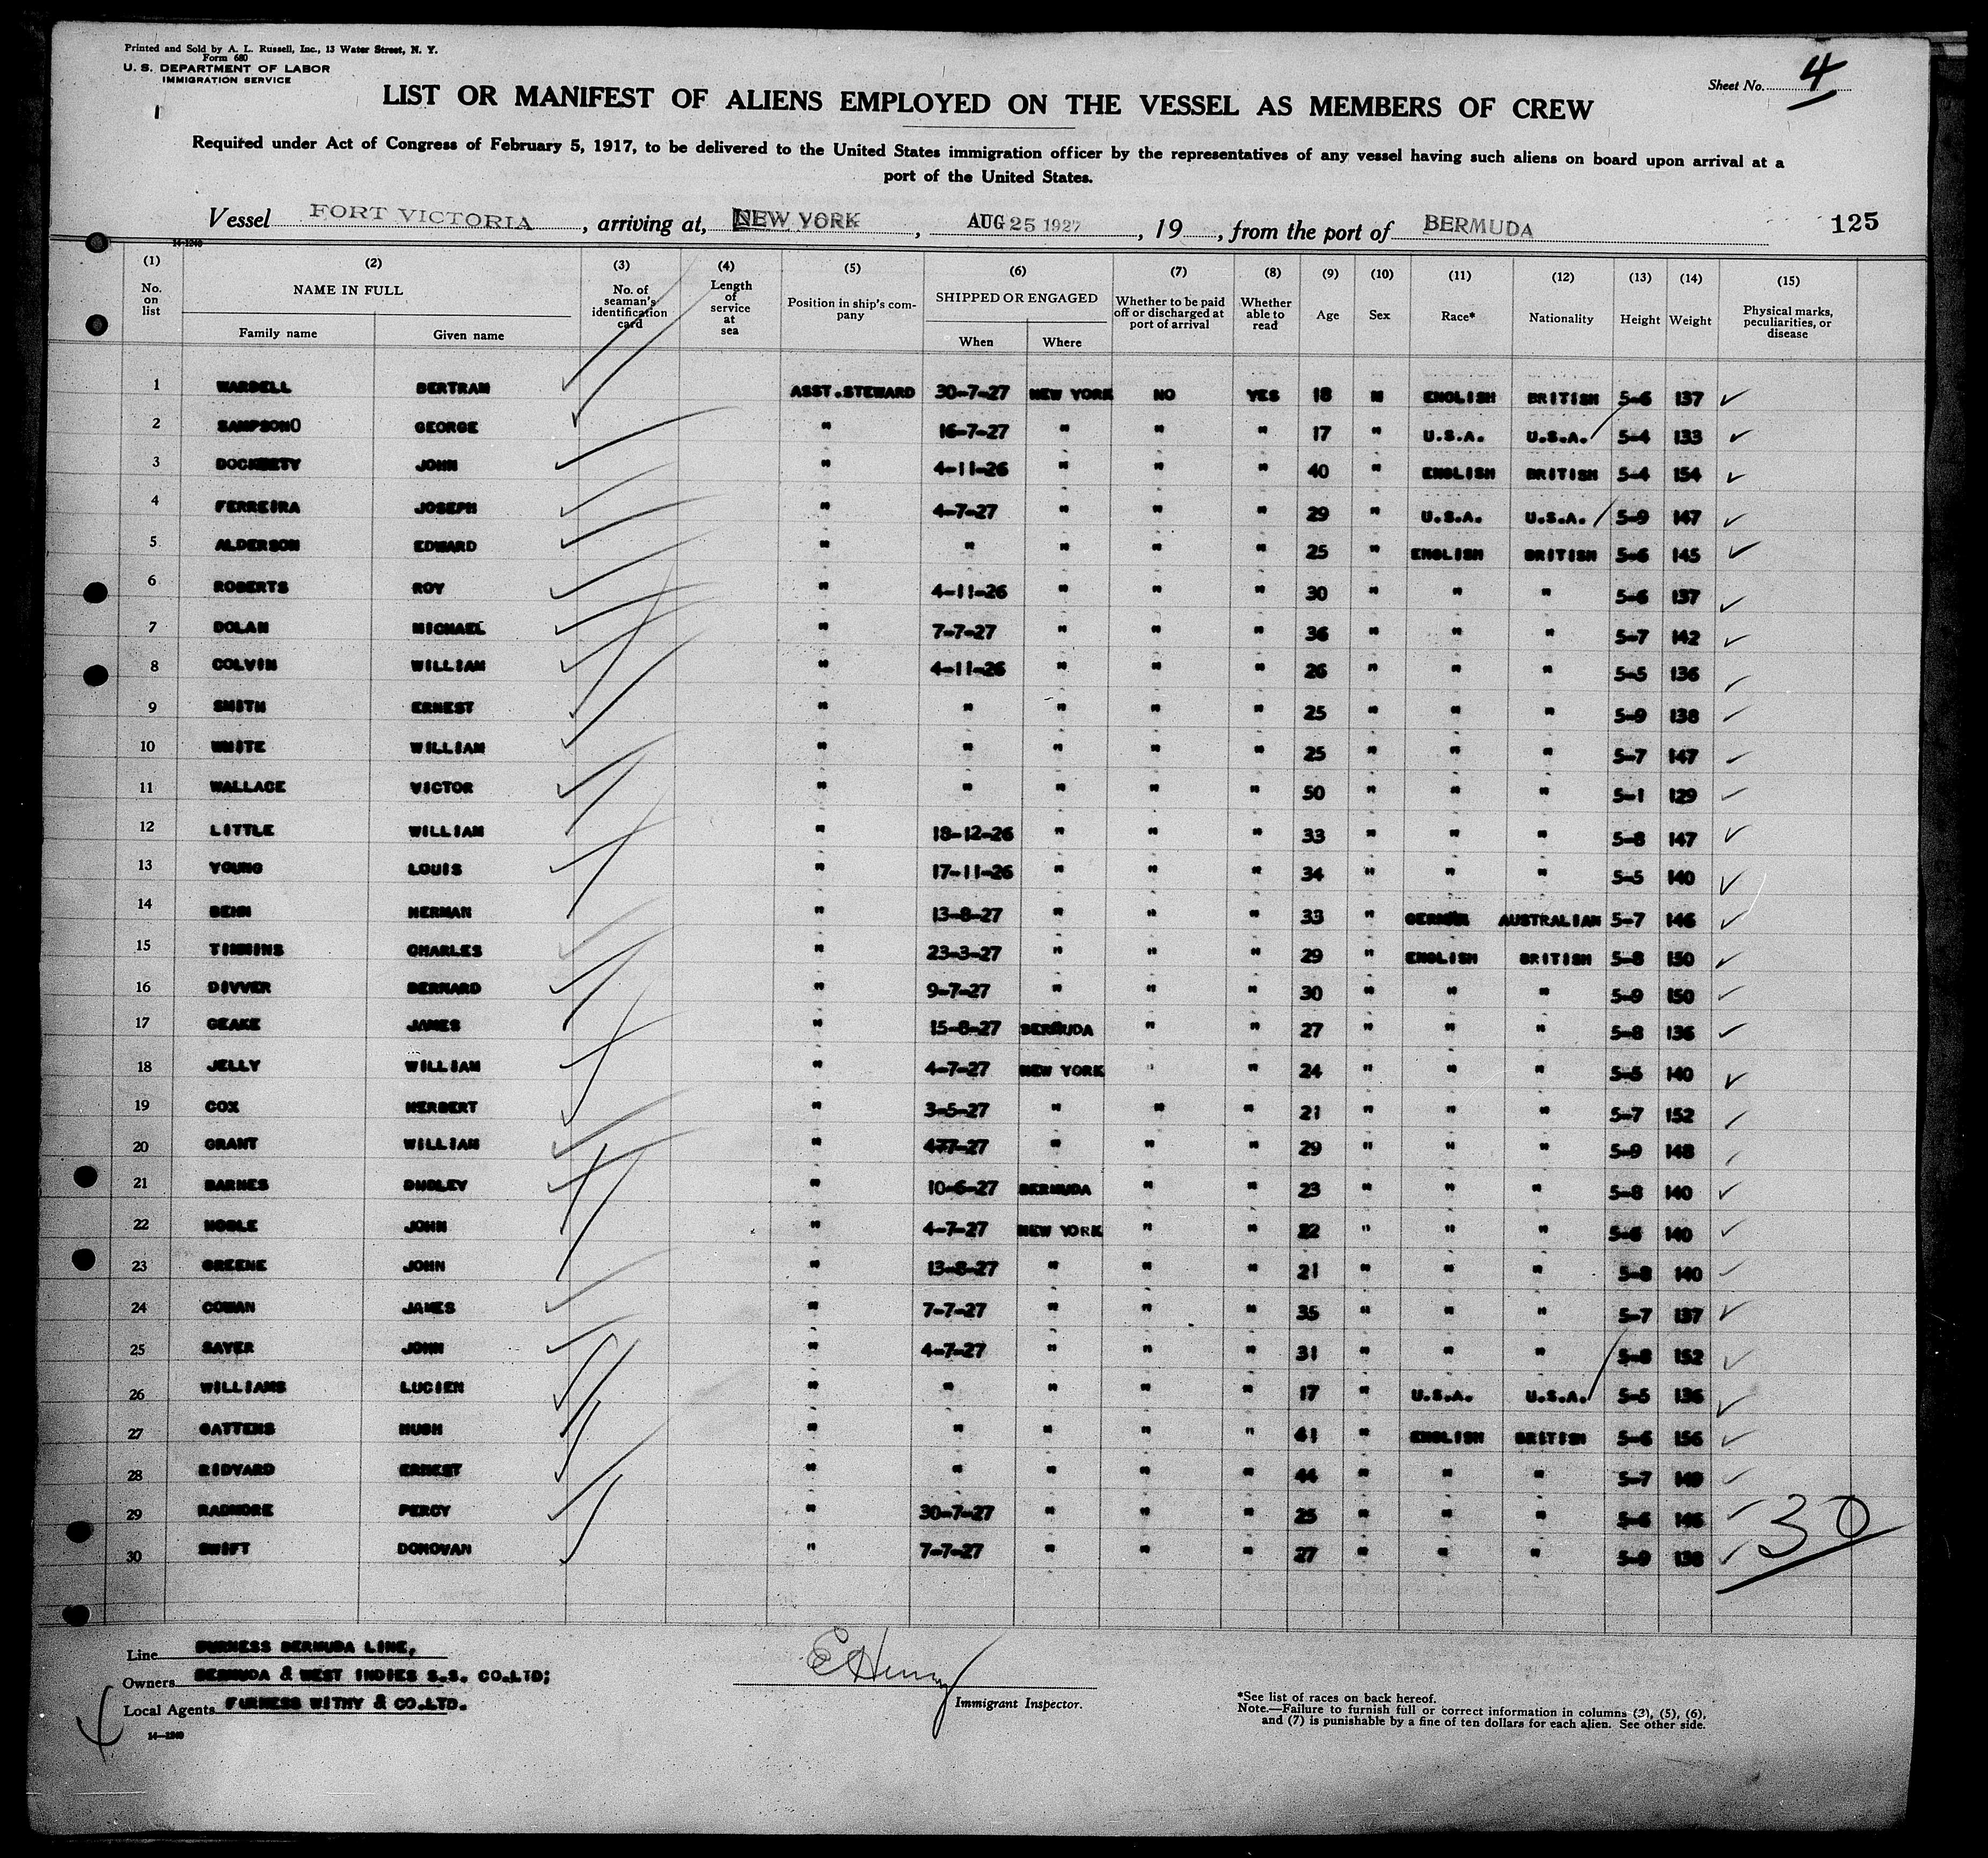 Printed and Sold by A. L. Russell, Inc., 13 Water Street, N. Y.
Form 680
U. S. DEPARTMENT OF LABOR
IMMIGRATION SERVICE
Sheet No. 4
LIST OR MANIFEST OF ALIENS EMPLOYED ON THE VESSEL AS MEMBERS OF CREW
Required under Act of Congress of February 5, 1917, to be delivered to the United States immigration officer by the representatives of any vessel having such aliens on board upon arrival at a
port of the United States.
Vessel FORT VICTORIA, arriving at, NEW YORK, AUG 25 1927, 19 , from the port of BERMUDA 125
14-1240
(1) (2) (3) (4) (5) (6) (7) (8) (9) (10) (11) (12) (13) (14) (15)
No. on list NAME IN FULL Family name Given name No. of seaman's identification card Length of service at sea Position in ship's company SHIPPED OR ENGAGED When Where Whether to be paid off or discharged at port of arrival Whether able to read Age Sex Race* Nationality Height Weight Physical marks, peculiarities, or disease
1 WARDELL BERTRAM ASST.STEWARD 30-7-27 NEW YORK NO YES 18 M ENGLISH BRITISH 5-6 137
2 SAMPSONO GEORGE " 16-7-27 " " " 17 " U.S.A. U.S.A. 5-4 133
3 DOCKERTY JOHN " 4-11-26 " " " 40 " ENGLISH BRITISH 5-4 154
4 FERREIRA JOSEPH " 4-7-27 " " " 29 " U.S.A. U.S.A. 5-9 147
5 ALDERSON EDWARD " " " " " 25 " ENGLISH BRITISH 5-6 145
6 ROBERTS ROY " 4-11-26 " " " 30 " " " 5-6 137
7 DOLAN MICHAEL " 7-7-27 " " " 36 " " " 5-7 142
8 COLVIN WILLIAM " 4-11-26 " " " 26 " " " 5-5 136
9 SMITH ERNEST " " " " " 25 " " " 5-9 138
10 WHITE WILLIAM " " " " " 25 " " " 5-7 147
11 WALLACE VICTOR " " " " " 50 " " " 5-1 129
12 LITTLE WILLIAM " 18-12-26 " " " 33 " " " 5-8 147
13 YOUNG LOUIS " 17-11-26 " " " 34 " " " 5-5 140
14 BEHN HERMAN " 13-8-27 " " " 33 " GERMAN AUSTRALIAN 5-7 146
15 TIMMINS CHARLES " 23-3-27 " " " 29 " ENGLISH BRITISH 5-8 150
16 DIVVER BERNARD " 9-7-27 " " " 30 " " " 5-9 150
17 CEAKE JAMES " 15-8-27 BERMUDA " " 27 " " " 5-8 136
18 JELLY WILLIAM " 4-7-27 NEW YORK " " 24 " " " 5-5 140
19 COX HERBERT " 3-5-27 " " " 21 " " " 5-7 152
20 GRANT WILLIAM " 477-27 " " " 29 " " " 5-9 148
21 BARNES DUDLEY " 10-6-27 BERMUDA " " 23 " " " 5-8 140
22 NOBLE JOHN " 4-7-27 NEW YORK " " 22 " " " 5-6 140
23 GREENE JOHN " 13-8-27 " " " 21 " " " 5-8 140
24 COWAN JAMES " 7-7-27 " " " 35 " " " 5-7 137
25 SAYER JOHN " 4-7-27 " " " 31 " " " 5-8 152
26 WILLIAMS LUCIEN " " " " " 17 " U.S.A. U.S.A. 5-5 136
27 GATTENS HUGH " " " " " 41 " ENGLISH BRITISH 5-6 156
28 RIDYARD ERNEST " " " " " 44 " " " 5-7 149
29 RADMORE PERCY " 30-7-27 " " " 25 " " " 5-6 146
30 SWIFT DONOVAN " 7-7-27 " " " 27 " " " 5-9 138
30
Line FURNESS BERMUDA LINE,
Owners BERMUDA & WEST INDIES S.S. CO.LTD;
Local Agents FURNESS WITHY & CO.LTD.
14-1240
E Henry
Immigrant Inspector.
*See list of races on back hereof.
Note.—Failure to furnish full or correct information in columns (3), (5), (6),
and (7) is punishable by a fine of ten dollars for each alien. See other side.